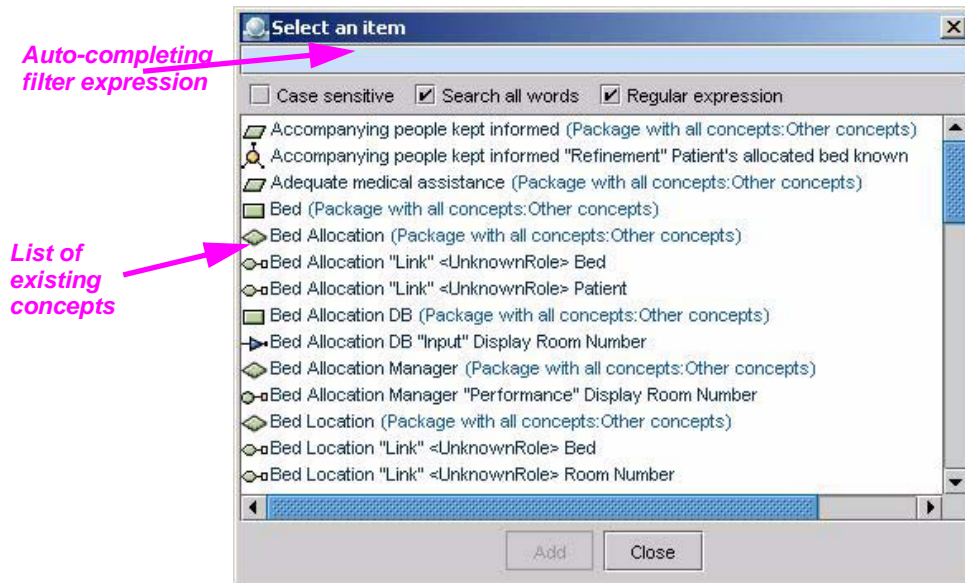 Select an item
Auto-completing
filter expression
Case sensitive Search all words Regular expression
Accompanying people kept informed (Package with all concepts:Other concepts)
Accompanying people kept informed "Refinement" Patient's allocated bed known
Adequate medical assistance (Package with all concepts:Other concepts)
Bed (Package with all concepts:Other concepts)
Bed Allocation (Package with all concepts:Other concepts)
List of
existing
concepts
Bed Allocation "Link" <UnknownRole> Bed
Bed Allocation "Link" <UnknownRole> Patient
Bed Allocation DB (Package with all concepts:Other concepts)
Bed Allocation DB "Input" Display Room Number
Bed Allocation Manager (Package with all concepts:Other concepts)
Bed Allocation Manager "Performance" Display Room Number
Bed Location (Package with all concepts:Other concepts)
Bed Location "Link" <UnknownRole> Bed
Bed Location "Link" <UnknownRole> Room Number
Add Close